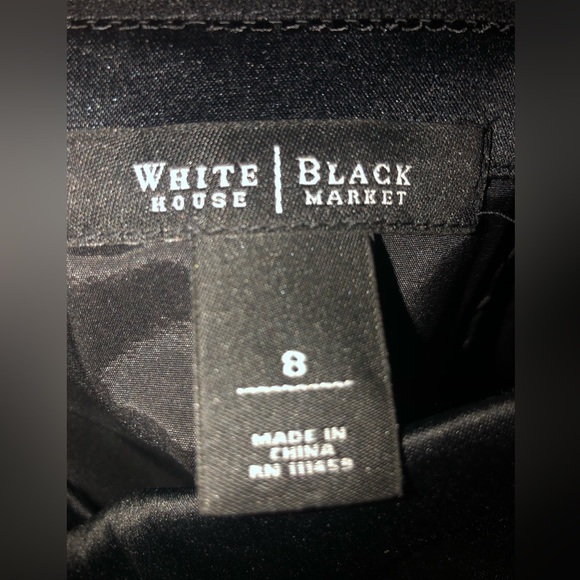 WHITE | BLACK
HOUSE | MARKET
8
MADE IN
CHINA
RN 111459